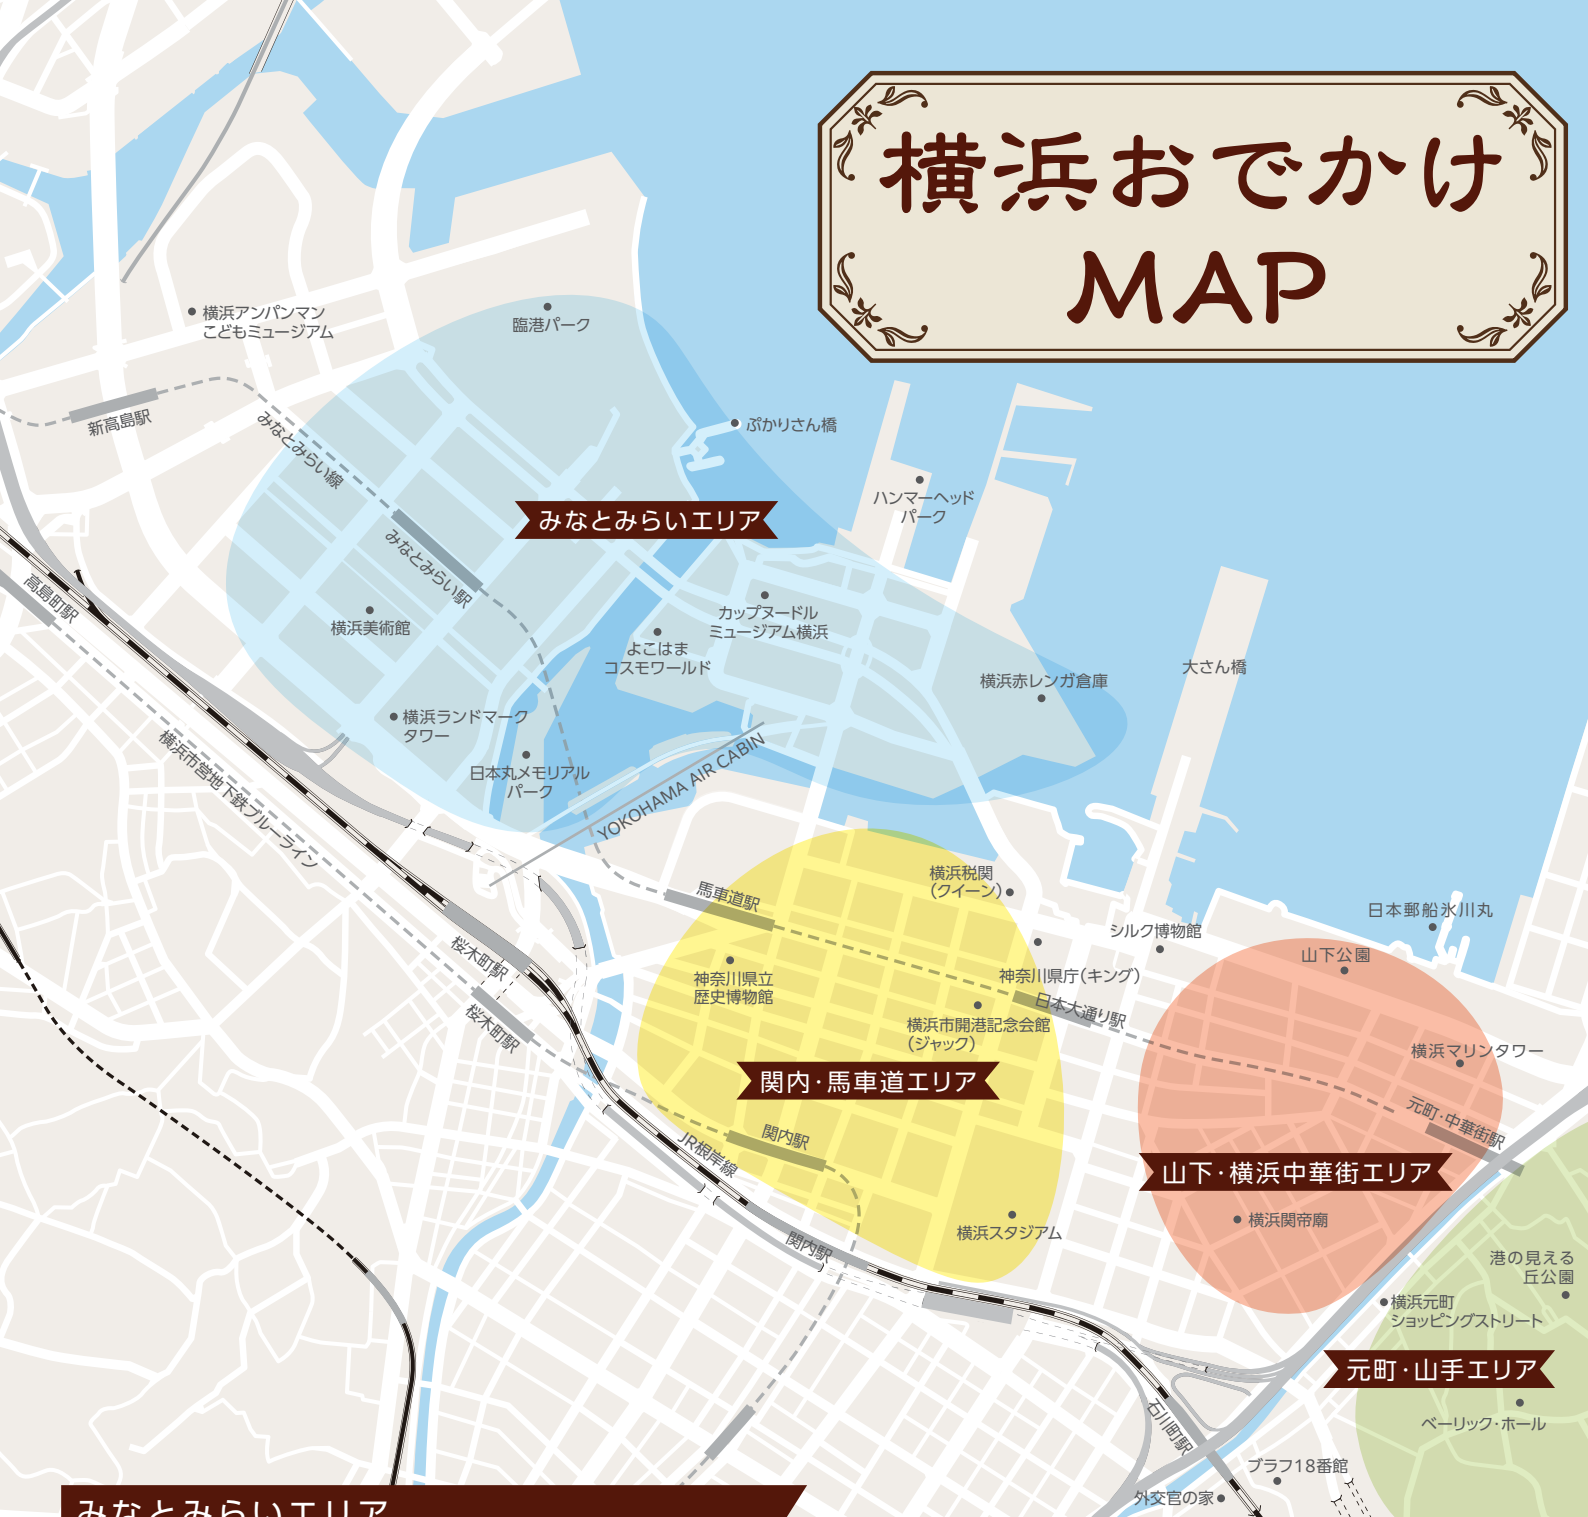 横浜おでかけ
MAP
横浜アンパンマン
こどもミュージアム
臨港パーク
新高島駅
みなとみらい線
ぷかりさん橋
ハンマーヘッド
パーク
みなとみらいエリア
みなとみらい駅
高島町駅
横浜美術館
カップヌードル
ミュージアム横浜
よこはま
コスモワールド
横浜赤レンガ倉庫
大さん橋
横浜ランドマーク
タワー
日本丸メモリアル
パーク
YOKOHAMA AIR CABIN
横浜市営地下鉄ブルーライン
馬車道駅
横浜税関
（クイーン）
日本郵船氷川丸
シルク博物館
桜木町駅
桜木町駅
神奈川県立
歴史博物館
神奈川県庁（キング）
山下公園
日本大通り駅
横浜市開港記念会館
（ジャック）
横浜マリンタワー
関内・馬車道エリア
元町・中華街駅
関内駅
JR根岸線
山下・横浜中華街エリア
横浜関帝廟
横浜スタジアム
関内駅
港の見える
丘公園
横浜元町
ショッピングストリート
元町・山手エリア
石川町駅
ベーリック・ホール
ブラフ18番館
外交官の家
みなとみらいエリア